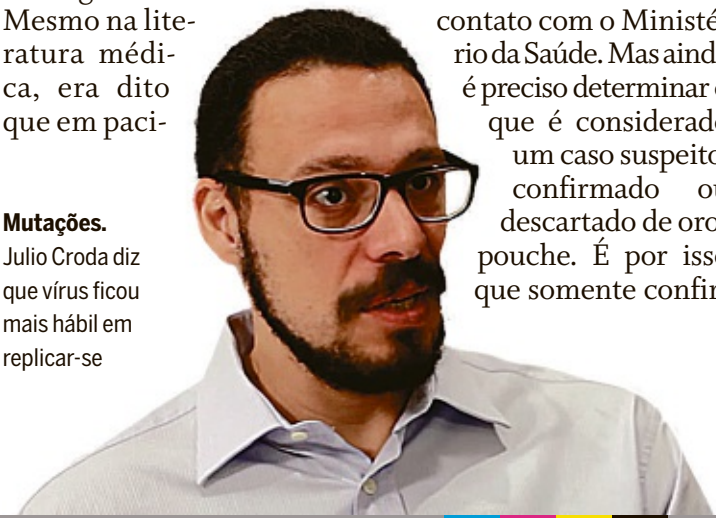 Mesmo na lite-
ratura médi-
ca, era dito
que em paci-
Mutações.
Julio Croda diz
que vírus ficou
mais hábil em
replicar-se
contato com o Ministé
rio da Saúde. Mas aind
é preciso determinar
que é considerad
um caso suspeito
confirmado ou
descartado de oro
pouche. É por iss
que somente confir